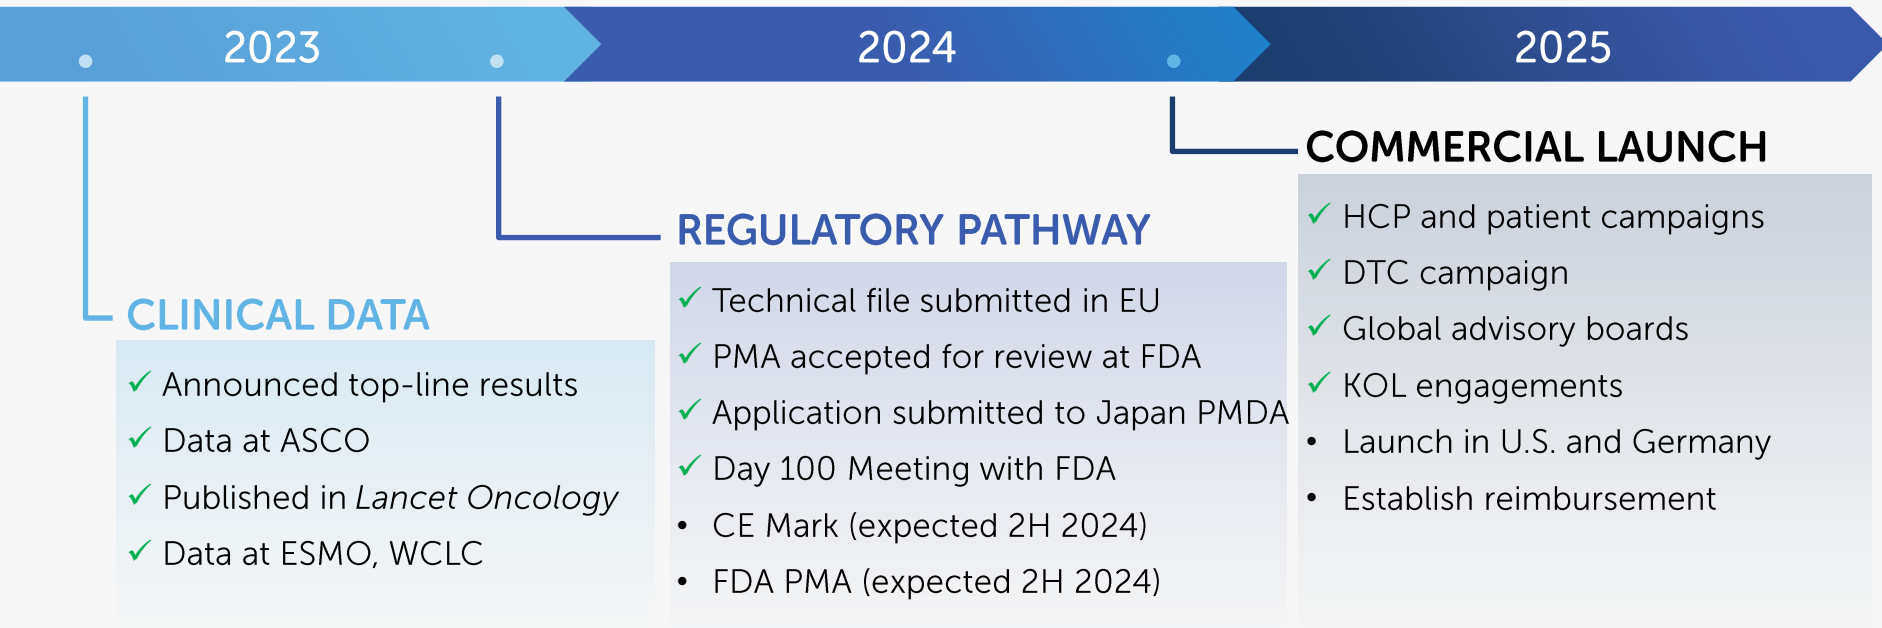 2023
2024
2025
CLINICAL DATA
✓ Announced top-line results
✓ Data at ASCO
✓ Published in Lancet Oncology
✓ Data at ESMO, WCLC
REGULATORY PATHWAY
✓ Technical file submitted in EU
✓ PMA accepted for review at FDA
✓ Application submitted to Japan PMDA
✓ Day 100 Meeting with FDA
• CE Mark (expected 2H 2024)
• FDA PMA (expected 2H 2024)
COMMERCIAL LAUNCH
✓ HCP and patient campaigns
✓ DTC campaign
✓ Global advisory boards
✓ KOL engagements
• Launch in U.S. and Germany
• Establish reimbursement